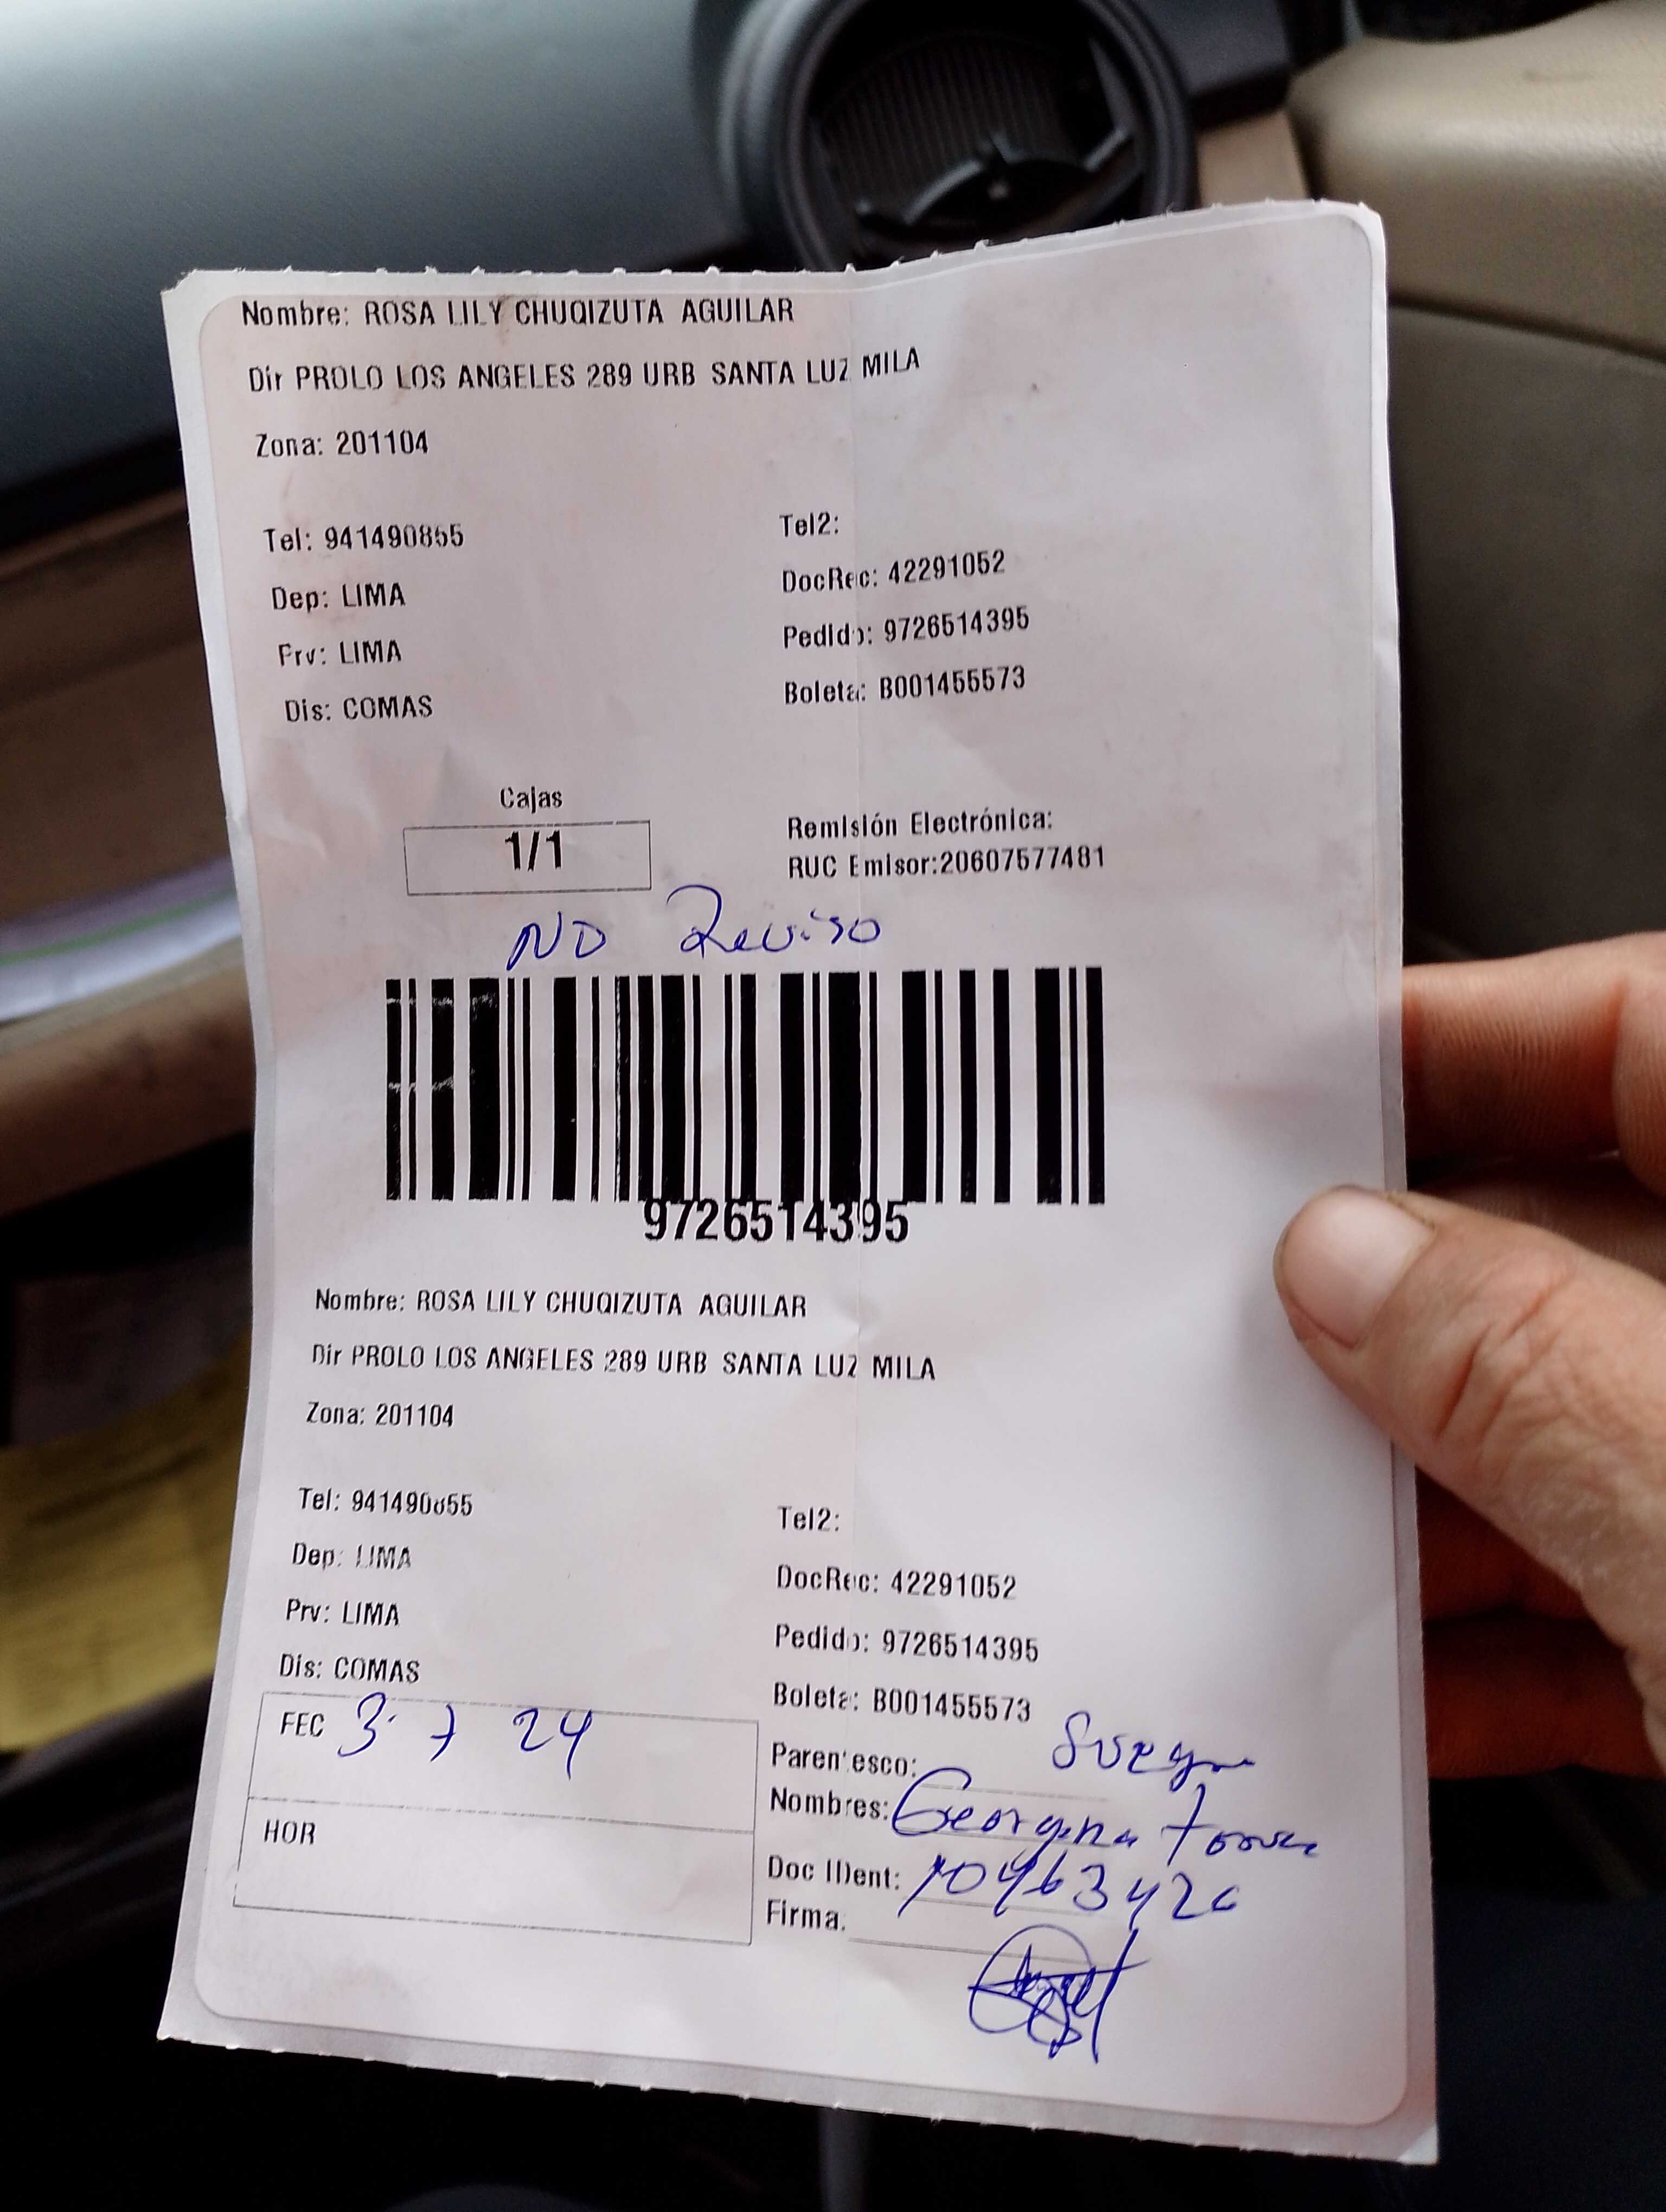 Nombre: ROSA LILY CHUQIZUTA AGUILAR
Dir PROLO LOS ANGELES 289 URB SANTA LUZ MILA
Zona: 201104
Tel: 941490855 Tel2:
Dep: LIMA DocRec: 42291052
Prv: LIMA Pedido: 9726514395
Dis: COMAS Boleta: B001455573
Cajas
1/1
Remisión Electrónica:
RUC Emisor:20607577481
NO Reviso
9726514395
Nombre: ROSA LILY CHUQIZUTA AGUILAR
Dir PROLO LOS ANGELES 289 URB SANTA LUZ MILA
Zona: 201104
Tel: 941490855 Tel2:
Dep: LIMA DocRec: 42291052
Prv: LIMA Pedido: 9726514395
Dis: COMAS Boleta: B001455573
FEC 3 7 24
Parentesco: Suegra
Nombres: Georgina
HOR
Doc IDent:
Firma: